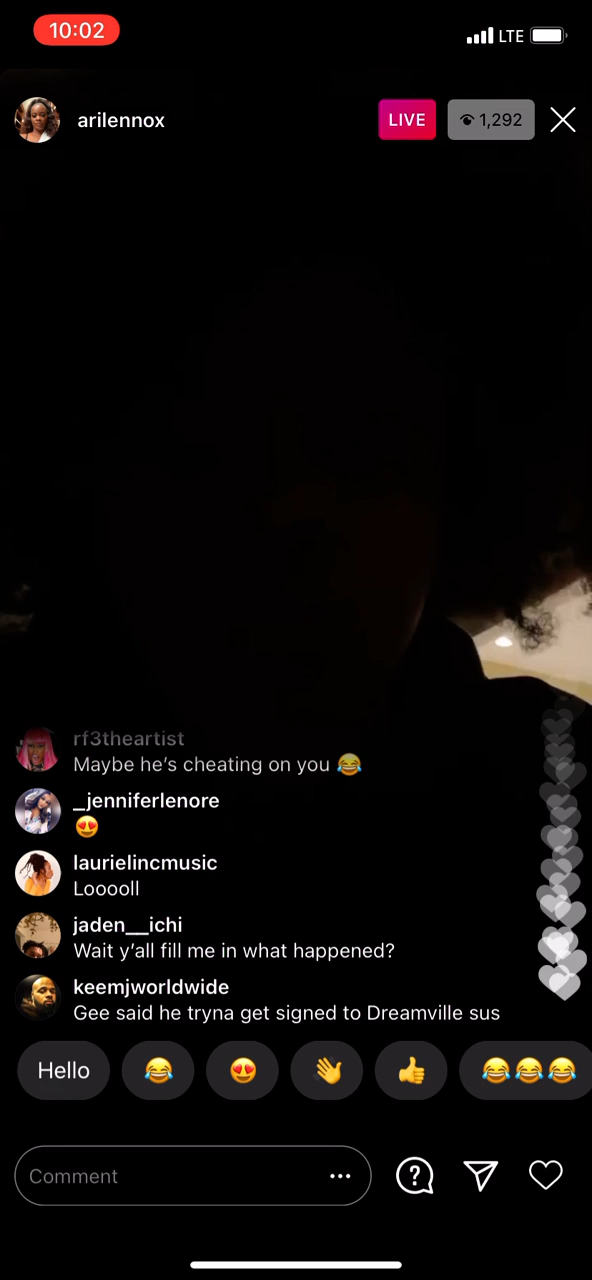 10:02
LTE
arilennox
LIVE
1,292
rf3theartist
Maybe he's cheating on you 😂
_jenniferlenore
😍
laurielincmusic
Looooll
jaden__ichi
Wait y'all fill me in what happened?
keemjworldwide
Gee said he tryna get signed to Dreamville sus
Hello 😂 😍 👋 👍 😂😂😂
Comment ...